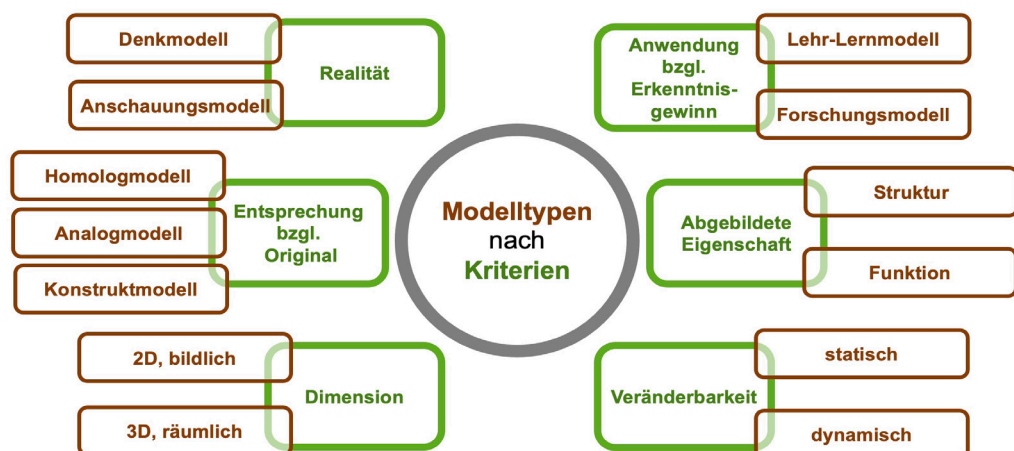 Denkmodell
Anschauungsmodell
Realität
Homologmodell
Analogmodell
Konstruktmodell
Entsprechung
bzgl.
Original
2D, bildlich
3D, räumlich
Dimension
Modelltypen
nach
Kriterien
Anwendung
bzgl.
Erkenntnis-
gewinn
Lehr-Lernmodell
Forschungsmodell
Abgebildete
Eigenschaft
Struktur
Funktion
Veränderbarkeit
statisch
dynamisch